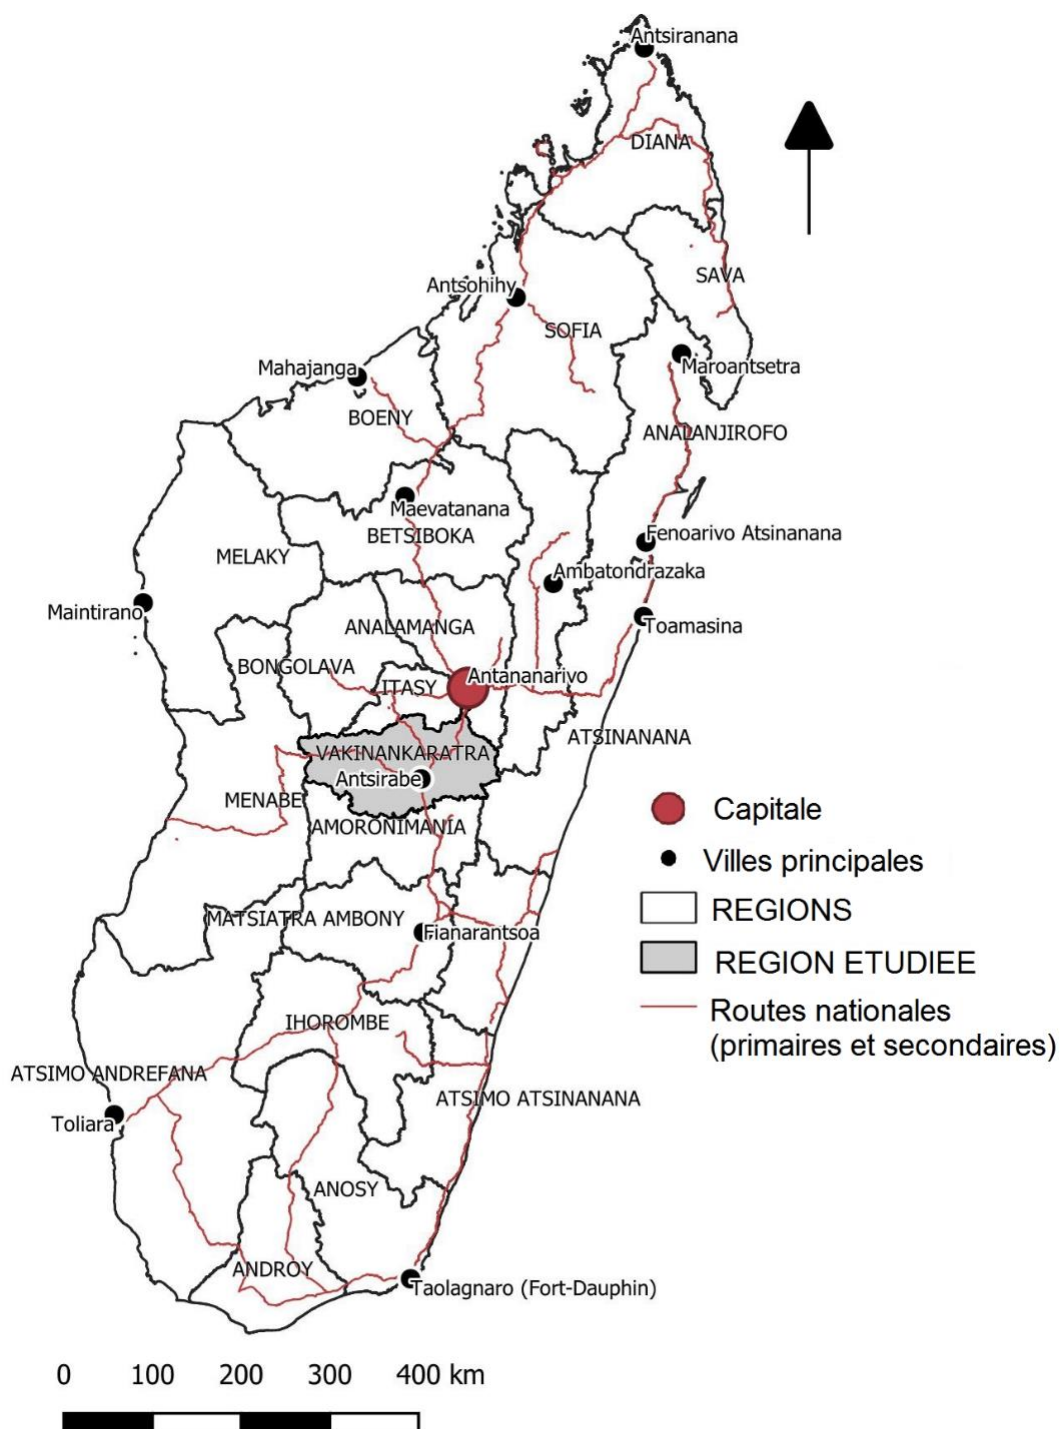 Antsiranana
DIANA
SAVA
Antsohihy
SOFIA
Maroantsetra
Mahajanga
BOENY
ANALANJIROFO
Maevatanana
BETSIBOKA
Fenoarivo Atsinanana
MELAKY
Ambatondrazaka
Maintirano
ANALAMANGA
Toamasina
BONGOLAVA
ITASY
Antananarivo
ATSINANANA
VAKINANKARATRA
Antsirabe
MENABE
AMORONIMANIA
MATSIATRA AMBONY
Fianarantsoa
IHOROMBE
ATSIMO ANDREFANA
ATSIMO ATSINANANA
Toliara
ANOSY
ANDROY
Taolagnaro (Fort-Dauphin)
Capitale
Villes principales
REGIONS
REGION ETUDIEE
Routes nationales
(primaires et secondaires)
0 100 200 300 400 km